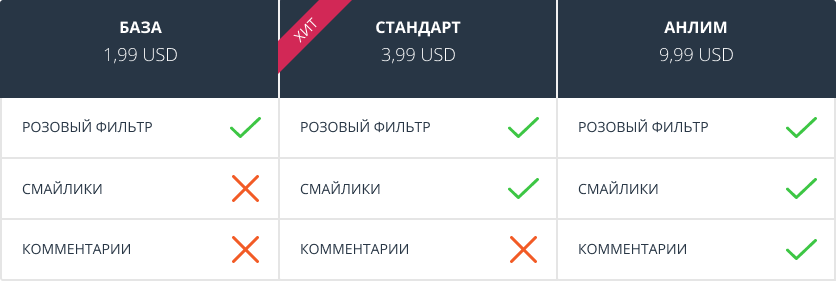 БАЗА
1,99 USD
ХИТ
СТАНДАРТ
3,99 USD
АНЛИМ
9,99 USD
РОЗОВЫЙ ФИЛЬТР
РОЗОВЫЙ ФИЛЬТР
РОЗОВЫЙ ФИЛЬТР
СМАЙЛИКИ
СМАЙЛИКИ
СМАЙЛИКИ
КОММЕНТАРИИ
КОММЕНТАРИИ
КОММЕНТАРИИ